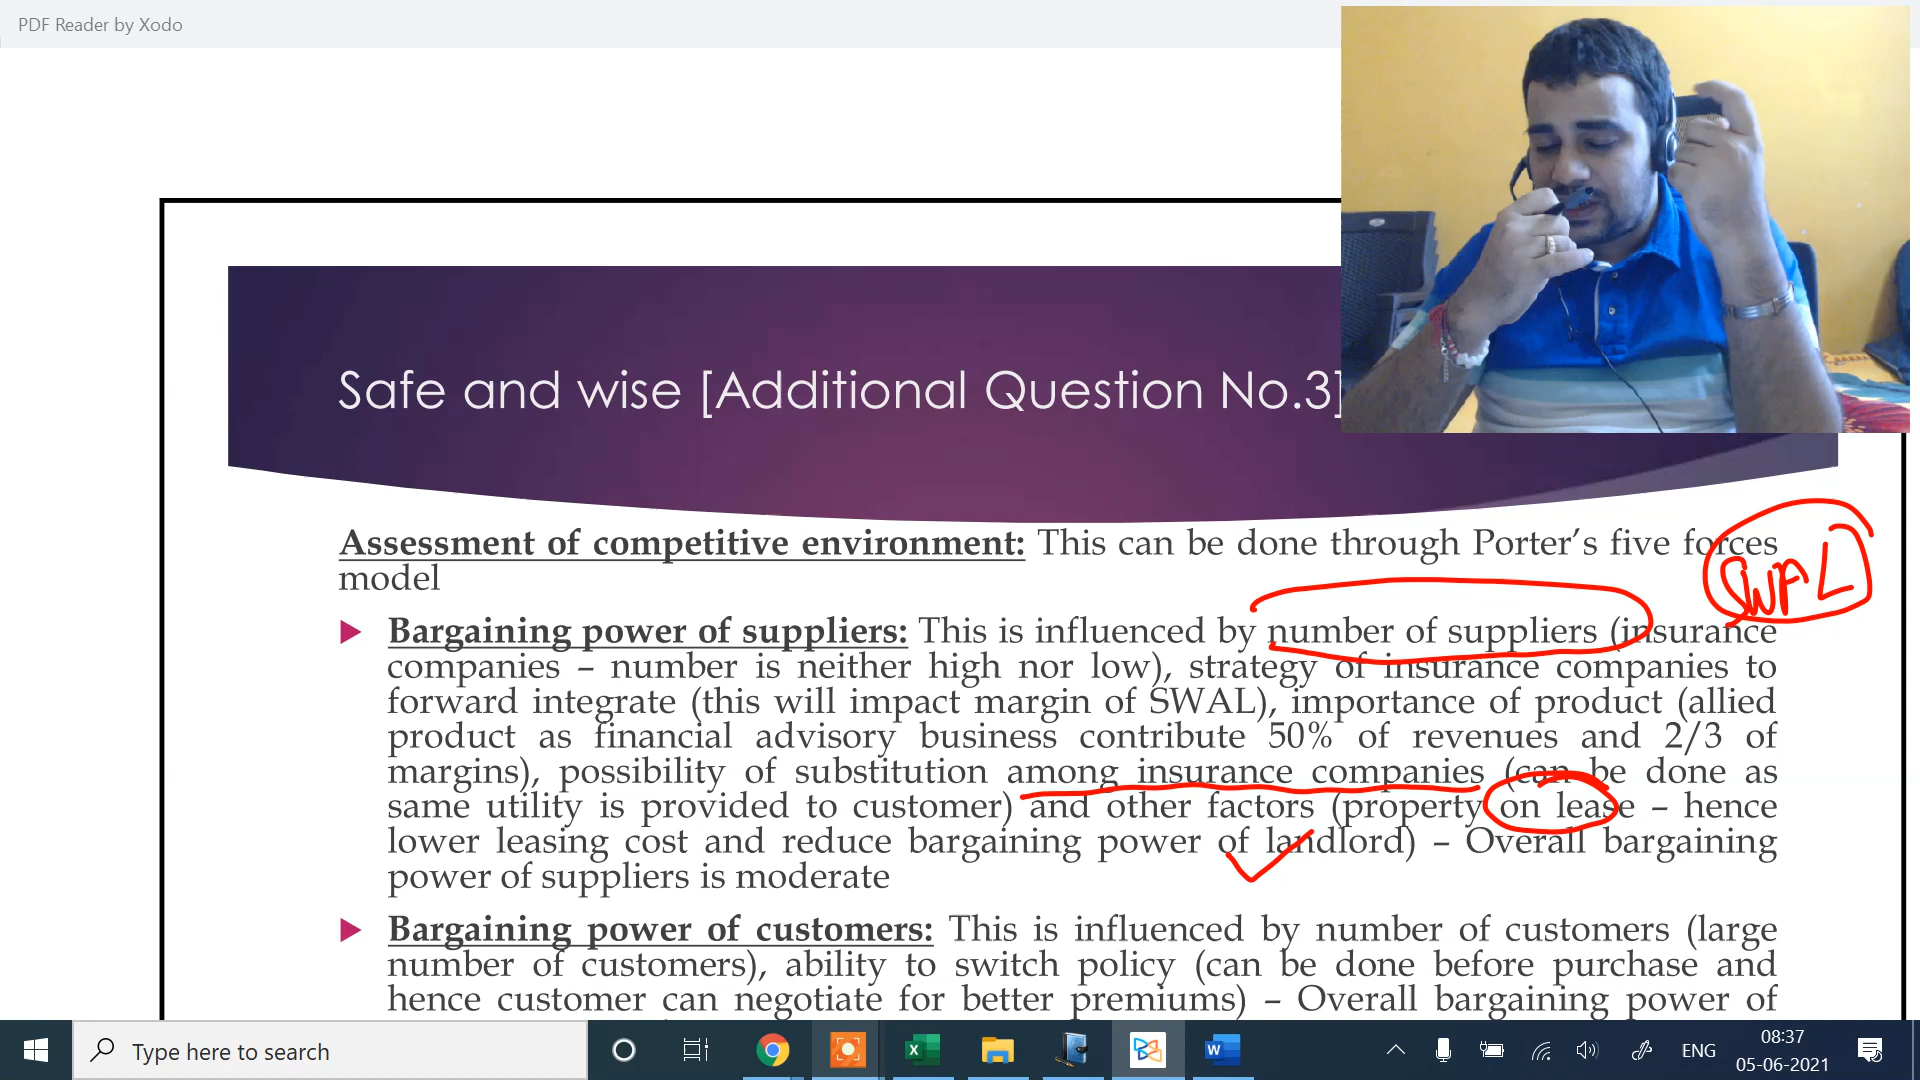 PDF Reader by Xodo
Safe and wise [Additional Question No.3]
Assessment of competitive environment: This can be done through Porter's five forces
model
SWAL
Bargaining power of suppliers: This is influenced by number of suppliers (insurance
companies – number is neither high nor low), strategy of insurance companies to
forward integrate (this will impact margin of SWAL), importance of product (allied
product as financial advisory business contribute 50% of revenues and 2/3 of
margins), possibility of substitution among insurance companies (can be done as
same utility is provided to customer) and other factors (property on lease – hence
lower leasing cost and reduce bargaining power of landlord) – Overall bargaining
power of suppliers is moderate
Bargaining power of customers: This is influenced by number of customers (large
number of customers), ability to switch policy (can be done before purchase and
hence customer can negotiate for better premiums) – Overall bargaining power of
Type here to search
ENG
08:37
05-06-2021